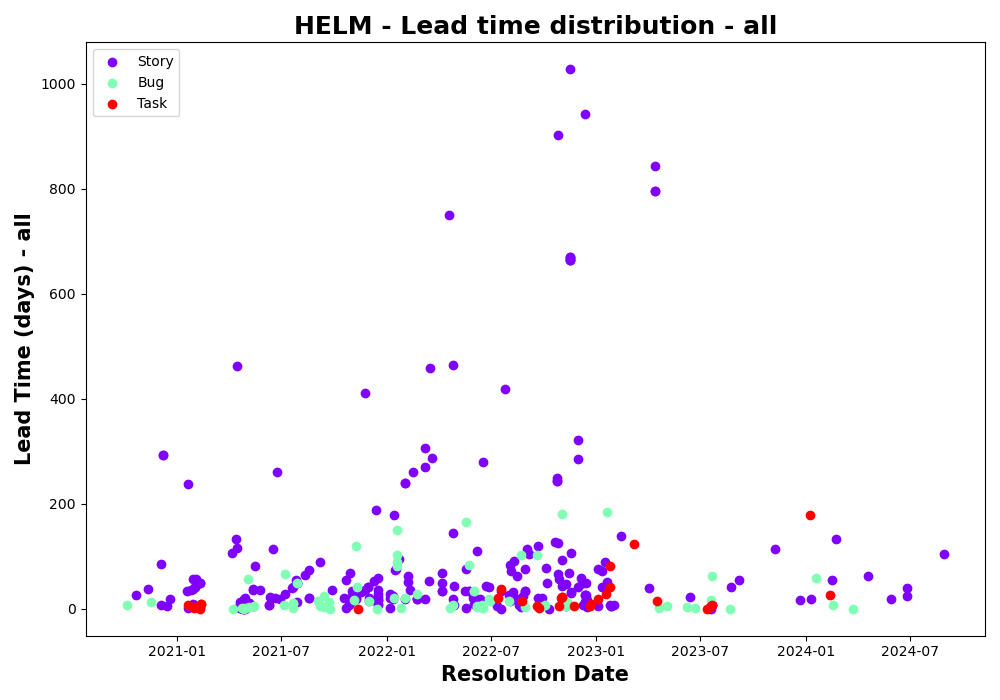 HELM - Lead time distribution - all
Story
Bug
Task
Lead Time (days) - all
1000
800
600
400
200
0
2021-01
2021-07
2022-01
2022-07
2023-01
2023-07
2024-01
2024-07
Resolution Date